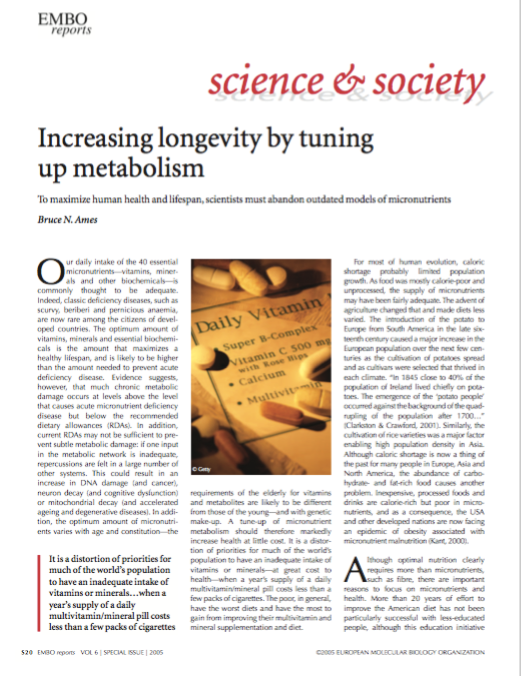 EMBO
reports
science & society
Increasing longevity by tuning
up metabolism
To maximize human health and lifespan, scientists must abandon outdated models of micronutrients
Bruce N. Ames
Our daily intake of the 40 essential
micronutrients—vitamins, miner-
als and other biochemicals—is
commonly thought to be adequate.
Indeed, classic deficiency diseases, such as
scurvy, beriberi and pernicious anaemia,
are now rare among the citizens of devel-
oped countries. The optimum amount of
vitamins, minerals and essential biochemi-
cals is the amount that maximizes a
healthy lifespan, and is likely to be higher
than the amount needed to prevent acute
deficiency disease. Evidence suggests,
however, that much chronic metabolic
damage occurs at levels above the level
that causes acute micronutrient deficiency
disease but below the recommended
dietary allowances (RDAs). In addition,
current RDAs may not be sufficient to pre-
vent subtle metabolic damage: if one input
in the metabolic network is inadequate,
repercussions are felt in a large number of
other systems. This could result in an
increase in DNA damage (and cancer),
neuron decay (and cognitive dysfunction)
or mitochondrial decay (and accelerated
ageing and degenerative diseases). In addi-
tion, the optimum amount of micronutri-
ents varies with age and constitution—the
It is a distortion of priorities for
much of the world's population
to have an inadequate intake of
vitamins or minerals…when a
year's supply of a daily
multivitamin/mineral pill costs
less than a few packs of cigarettes
Daily Vitamin
Super B-Complex
Vitamin C 500 mg
with Rose Hips
• Calcium
• Multivitamin
© Getty
requirements of the elderly for vitamins
and metabolites are likely to be different
from those of the young—and with genetic
make-up. A tune-up of micronutrient
metabolism should therefore markedly
increase health at little cost. It is a distor-
tion of priorities for much of the world's
population to have an inadequate intake of
vitamins or minerals—at great cost to
health—when a year's supply of a daily
multivitamin/mineral pill costs less than a
few packs of cigarettes. The poor, in general,
have the worst diets and have the most to
gain from improving their multivitamin and
mineral supplementation and diet.
For most of human evolution, caloric
shortage probably limited population
growth. As food was mostly calorie-poor and
unprocessed, the supply of micronutrients
may have been fairly adequate. The advent of
agriculture changed that and made diets less
varied. The introduction of the potato to
Europe from South America in the late six-
teenth century caused a major increase in the
European population over the next few cen-
turies as the cultivation of potatoes spread
and as cultivars were selected that thrived in
each climate. "In 1845 close to 40% of the
population of Ireland lived chiefly on pota-
toes. The emergence of the 'potato people'
occurred against the background of the quad-
rupling of the population after 1700…"
(Clarkston & Crawford, 2001). Similarly, the
cultivation of rice varieties was a major factor
enabling high population density in Asia.
Although caloric shortage is now a thing of
the past for many people in Europe, Asia and
North America, the abundance of carbo-
hydrate- and fat-rich food causes another
problem. Inexpensive, processed foods and
drinks are calorie-rich but poor in micro-
nutrients, and as a consequence, the USA
and other developed nations are now facing
an epidemic of obesity associated with
micronutrient malnutrition (Kant, 2000).
Although optimal nutrition clearly
requires more than micronutrients,
such as fibre, there are important
reasons to focus on micronutrients and
health. More than 20 years of effort to
improve the American diet has not been
particularly successful with less-educated
people, although this education initiative
520 EMBO reports VOL 6 | SPECIAL ISSUE | 2005
©2005 EUROPEAN MOLECULAR BIOLOGY ORGANIZATION